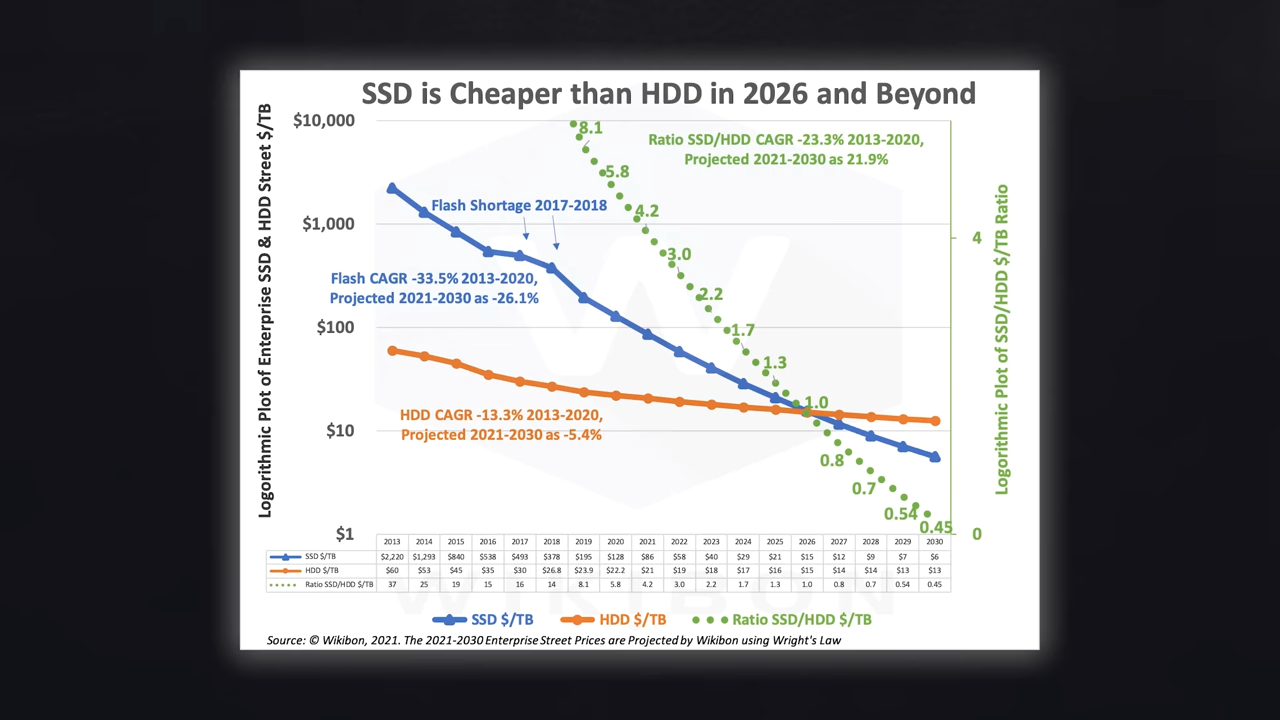 SSD is Cheaper than HDD in 2026 and Beyond
Logorithmic Plot of Enterprise SSD & HDD Street $/TB
$10,000
$1,000
$100
$10
$1
Ratio SSD/HDD CAGR -23.3% 2013-2020,
Projected 2021-2030 as 21.9%
Flash Shortage 2017-2018
Flash CAGR -33.5% 2013-2020,
Projected 2021-2030 as -26.1%
HDD CAGR -13.3% 2013-2020,
Projected 2021-2030 as -5.4%
8.1
5.8
4.2
3.0
2.2
1.7
1.3
1.0
0.8
0.7
0.54
0.45
4
0
Logorithmic Plot of SSD/HDD $/TB Ratio
2013 2014 2015 2016 2017 2018 2019 2020 2021 2022 2023 2024 2025 2026 2027 2028 2029 2030
SSD $/TB $2,220 $1,293 $840 $538 $493 $378 $195 $128 $86 $58 $40 $29 $21 $15 $12 $9 $7 $6
HDD $/TB $60 $53 $45 $35 $30 $26.8 $23.9 $22.2 $21 $19 $18 $17 $16 $15 $14 $14 $13 $13
Ratio SSD/HDD $/TB 37 25 19 15 16 14 8.1 5.8 4.2 3.0 2.2 1.7 1.3 1.0 0.8 0.7 0.54 0.45
WIKIBON
SSD $/TB HDD $/TB Ratio SSD/HDD $/TB
Source: © Wikibon, 2021. The 2021-2030 Enterprise Street Prices are Projected by Wikibon using Wright's Law